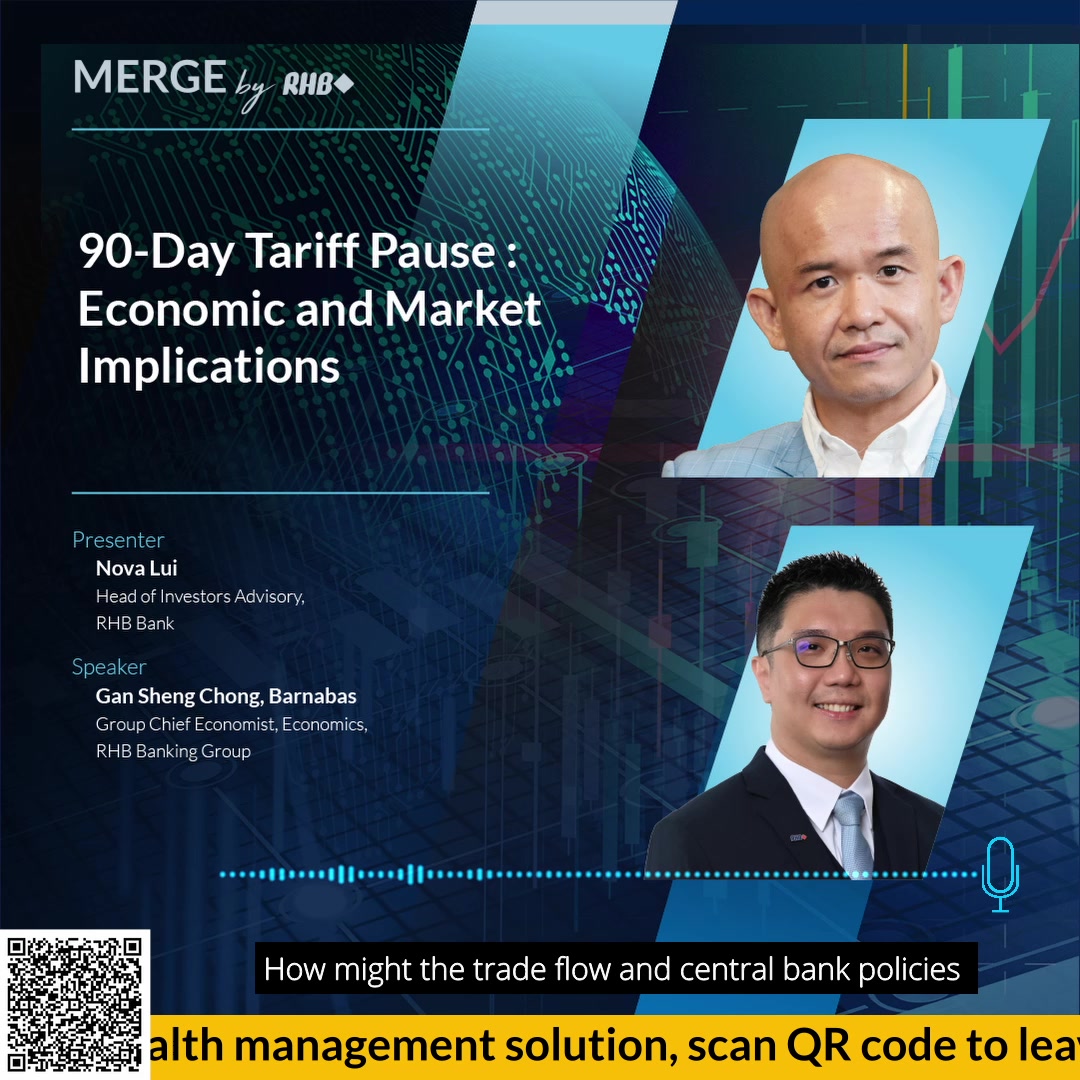 MERGE by RHB
90-Day Tariff Pause :
Economic and Market
Implications
Presenter
Nova Lui
Head of Investors Advisory,
RHB Bank
Speaker
Gan Sheng Chong, Barnabas
Group Chief Economist, Economics,
RHB Banking Group
How might the trade flow and central bank policies
alth management solution, scan QR code to lea